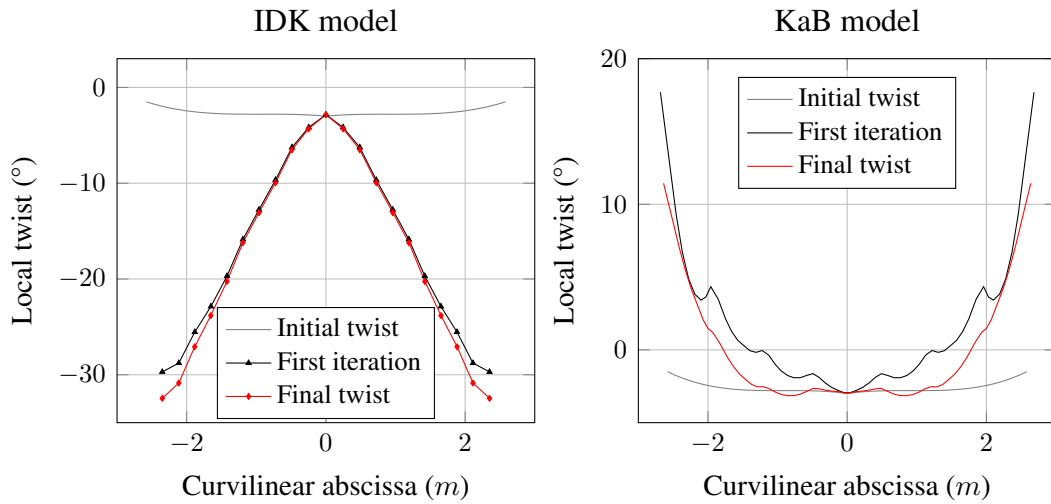 IDK model
0
−10
−20
−30
Local twist (°)
Initial twist
First iteration
Final twist
−2
0
2
Curvilinear abscissa (m)
KaB model
20
10
0
Local twist (°)
Initial twist
First iteration
Final twist
−2
0
2
Curvilinear abscissa (m)